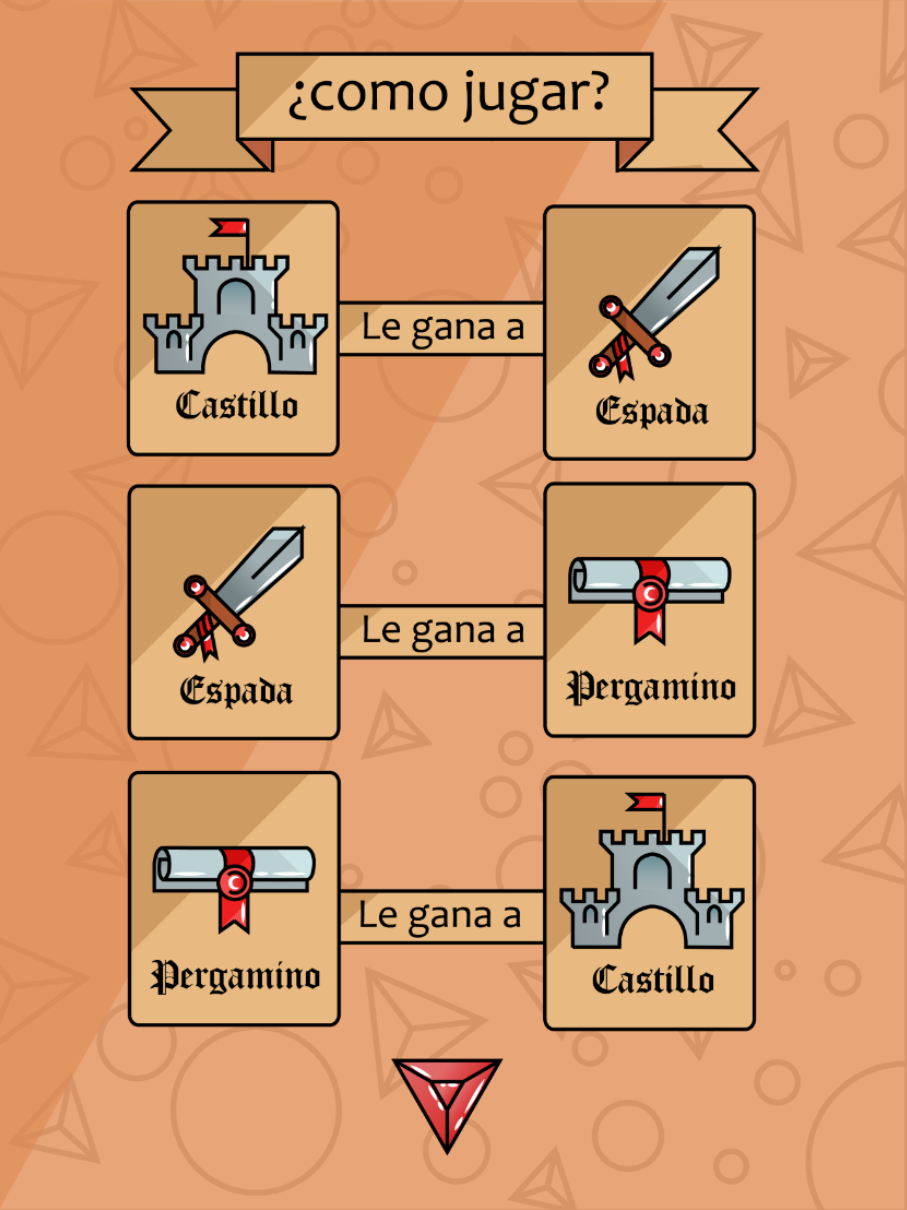 ¿como jugar?
Castillo
Le gana a
Espada
Espada
Le gana a
Pergamino
Pergamino
Le gana a
Castillo